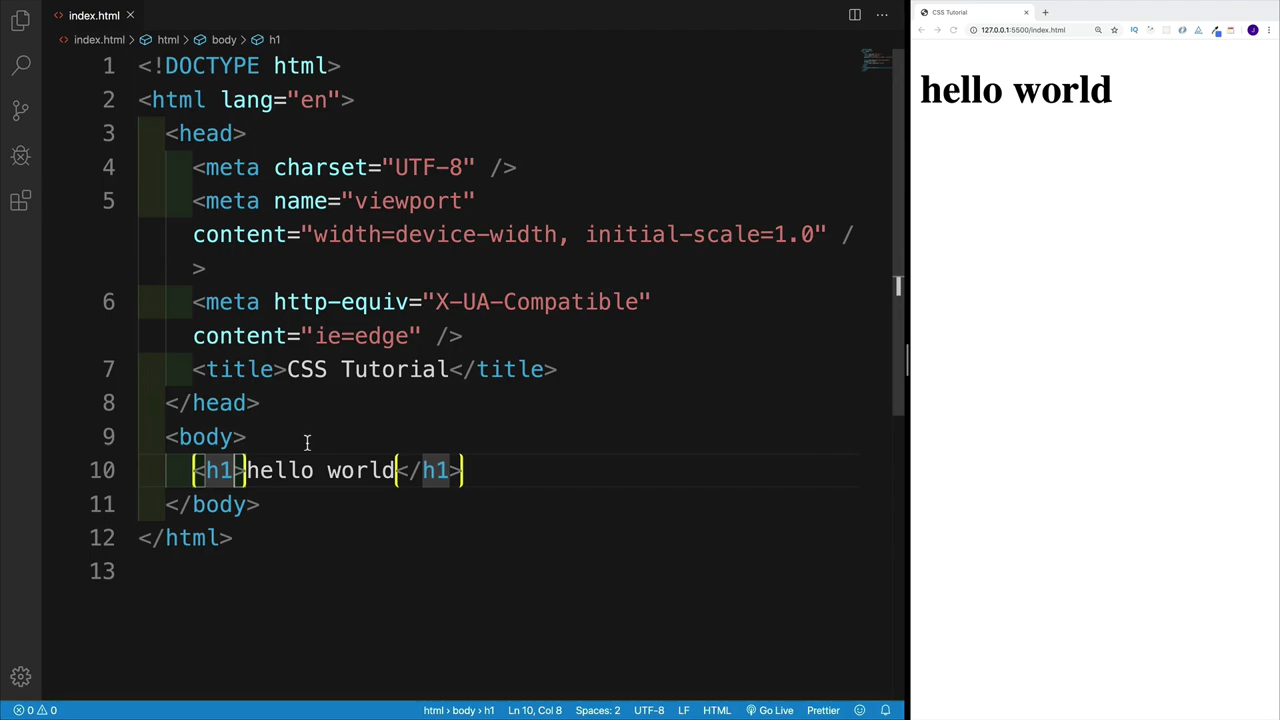 index.html
index.html › html › body › h1
1 <!DOCTYPE html>
2 <html lang="en">
3 <head>
4 <meta charset="UTF-8" />
5 <meta name="viewport"
content="width=device-width, initial-scale=1.0" /
>
6 <meta http-equiv="X-UA-Compatible"
content="ie=edge" />
7 <title>CSS Tutorial</title>
8 </head>
9 <body>
10 <h1>hello world</h1>
11 </body>
12 </html>
13
0 0
html › body › h1
Ln 10, Col 8
Spaces: 2
UTF-8
LF
HTML
Go Live
Prettier
CSS Tutorial
127.0.0.1:5500/index.html
IQ
J
hello world